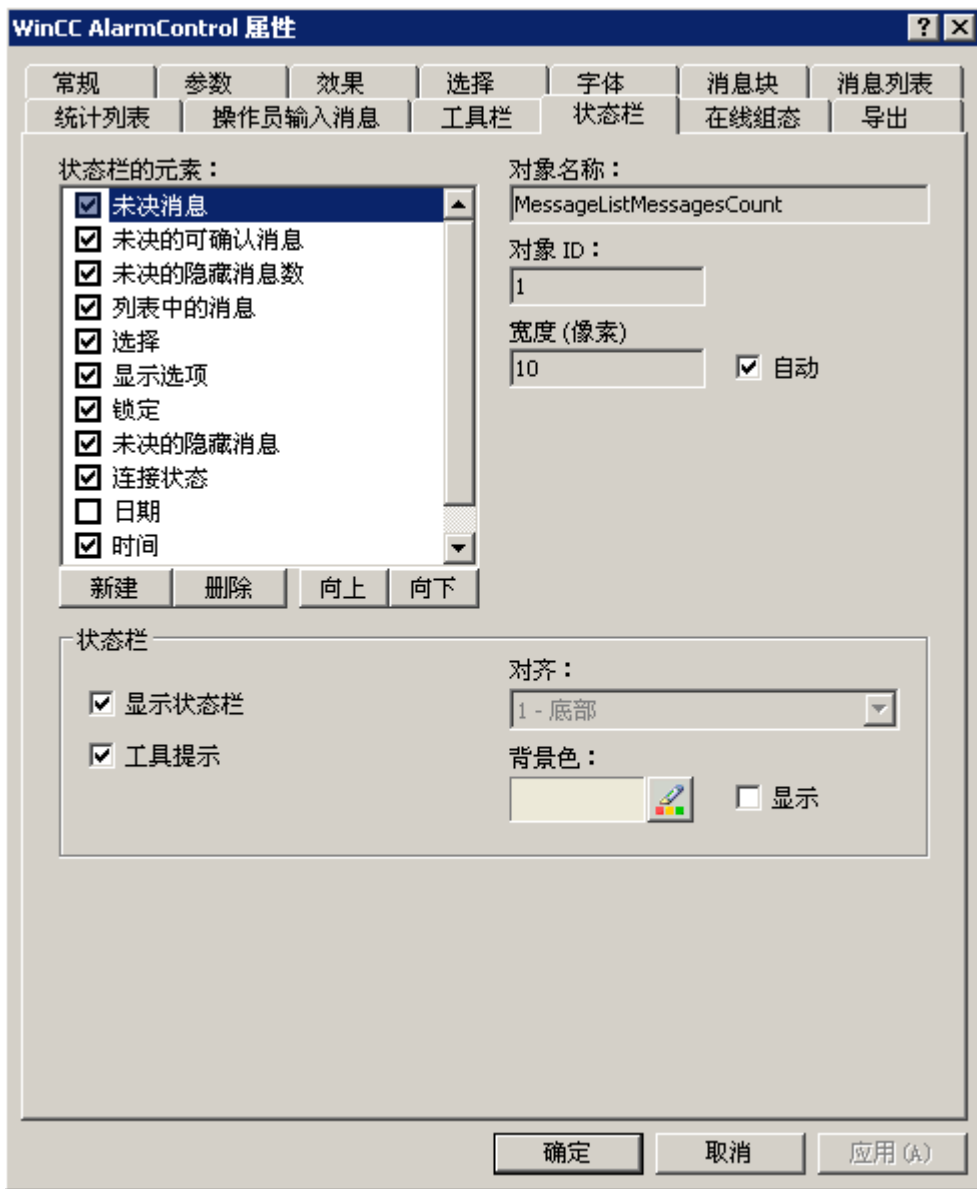 WinCC AlarmControl 属性
常规 参数 效果 选择 字体 消息块 消息列表
统计列表 操作员输入消息 工具栏 状态栏 在线组态 导出
状态栏的元素：
未决消息
未决的可确认消息
未决的隐藏消息数
列表中的消息
选择
显示选项
锁定
未决的隐藏消息
连接状态
日期
时间
新建 删除 向上 向下
对象名称：
MessageListMessagesCount
对象 ID：
1
宽度 (像素)
10 自动
状态栏
显示状态栏
工具提示
对齐：
1 - 底部
背景色：
显示
确定 取消 应用 (A)